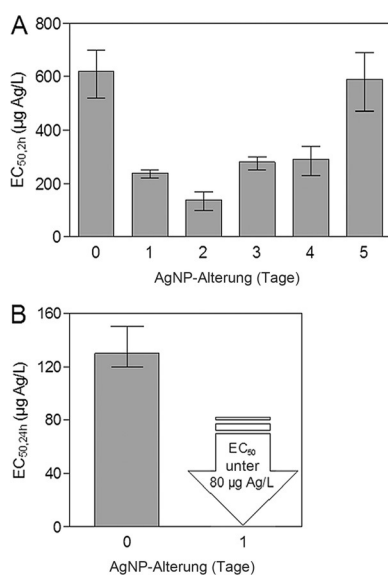 A
EC50,2h (µg Ag/L)
800
600
400
200
0
0 1 2 3 4 5
AgNP-Alterung (Tage)
B
EC50,24h (µg Ag/L)
160
120
80
40
0
EC50
unter
80 µg Ag/L
0 1
AgNP-Alterung (Tage)